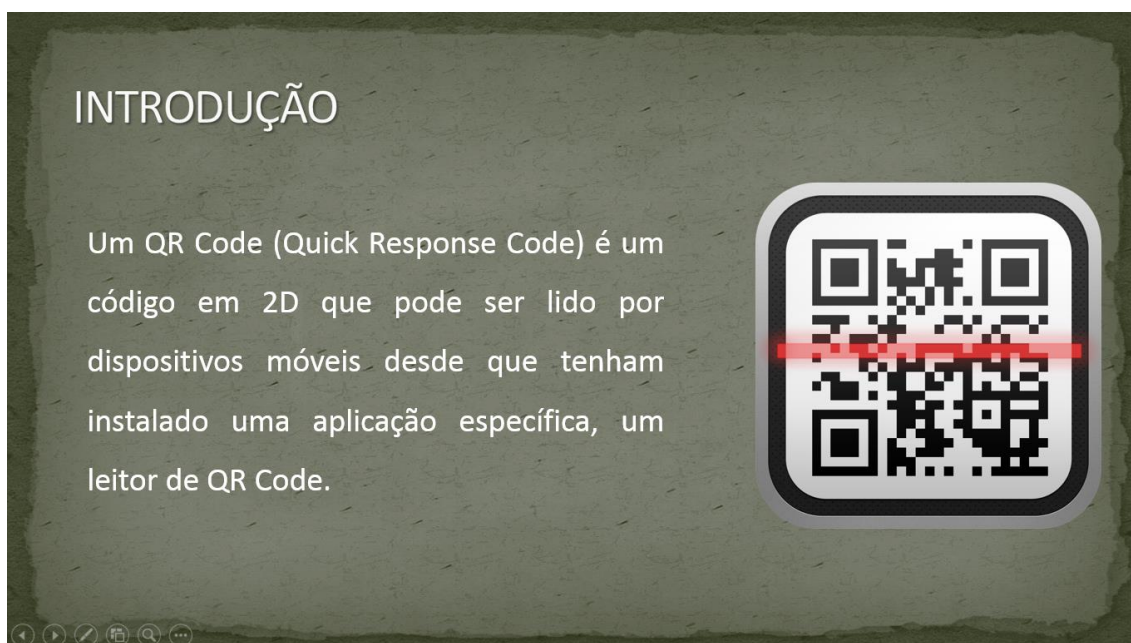 INTRODUÇÃO
Um QR Code (Quick Response Code) é um
código em 2D que pode ser lido por
dispositivos móveis desde que tenham
instalado uma aplicação específica, um
leitor de QR Code.